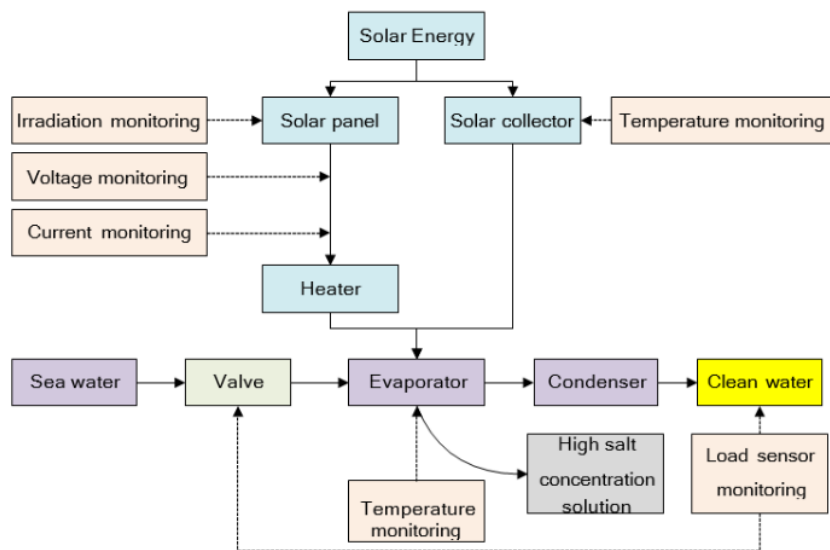 Solar Energy
Irradiation monitoring
Solar panel
Solar collector
Temperature monitoring
Voltage monitoring
Current monitoring
Heater
Sea water
Valve
Evaporator
Condenser
Clean water
High salt
concentration
solution
Load sensor
monitoring
Temperature
monitoring